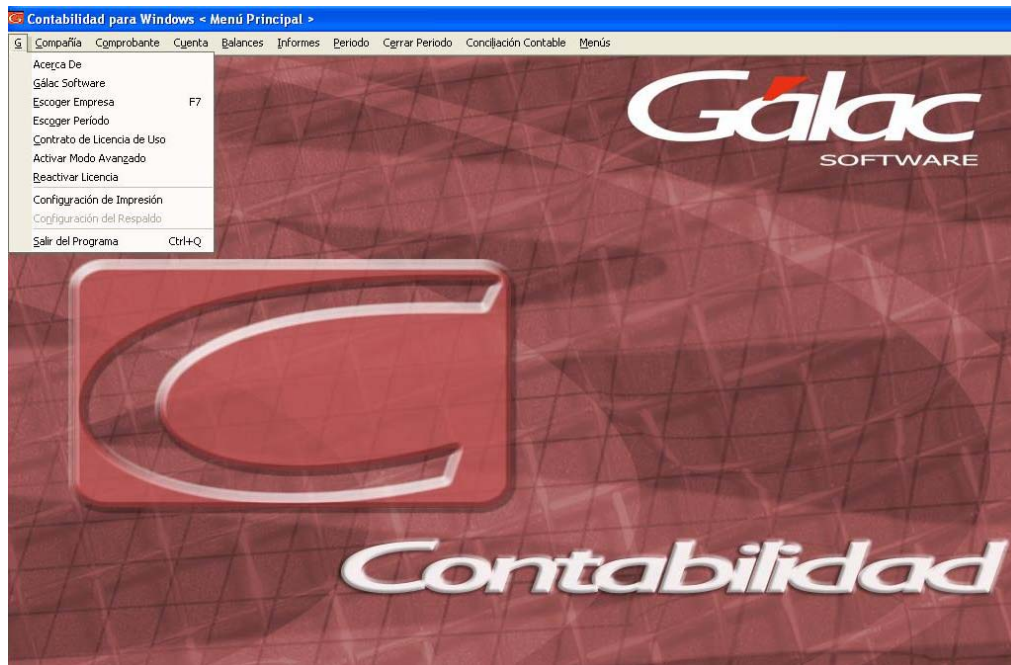 Contabilidad para Windows < Menú Principal >
G Compañía Comprobante Cuenta Balances Informes Periodo Cerrar Periodo Conciliación Contable Menús
Acerca De
Gálac Software
Escoger Empresa F7
Escoger Período
Contrato de Licencia de Uso
Activar Modo Avanzado
Reactivar Licencia
Configuración de Impresión
Configuración del Respaldo
Salir del Programa Ctrl+Q
Gálac
SOFTWARE
Contabilidad